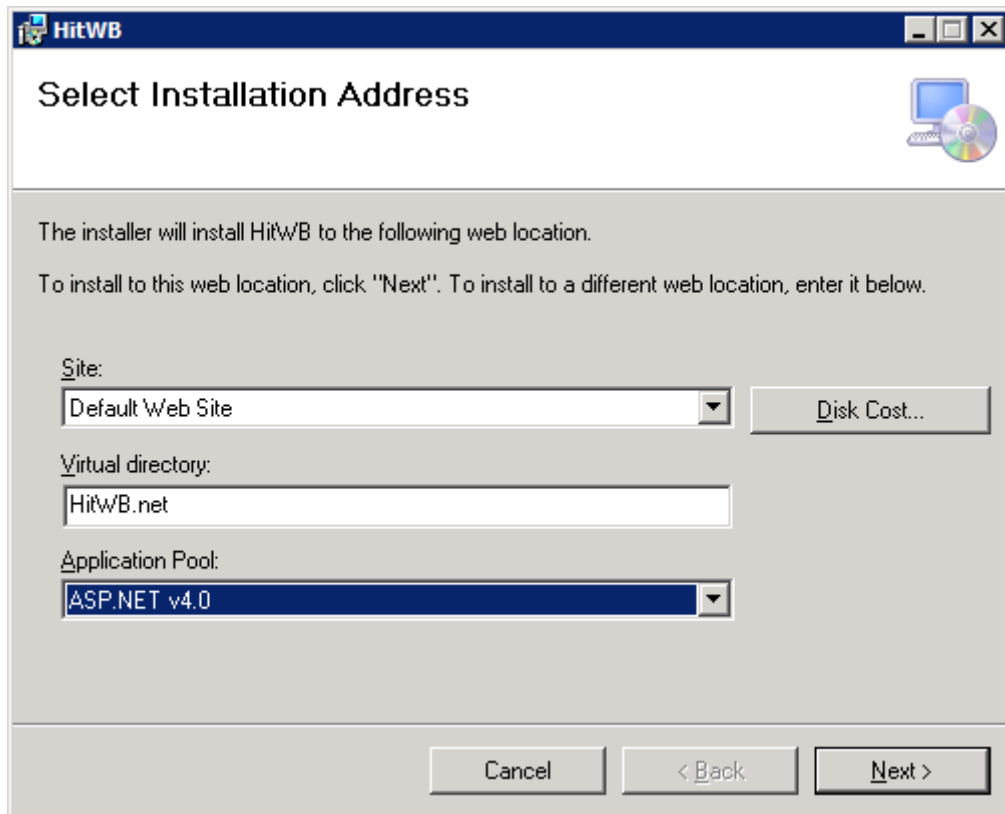 HitWB
Select Installation Address
The installer will install HitWB to the following web location.
To install to this web location, click "Next". To install to a different web location, enter it below.
Site:
Default Web Site
Disk Cost...
Virtual directory:
HitWB.net
Application Pool:
ASP.NET v4.0
Cancel
< Back
Next >